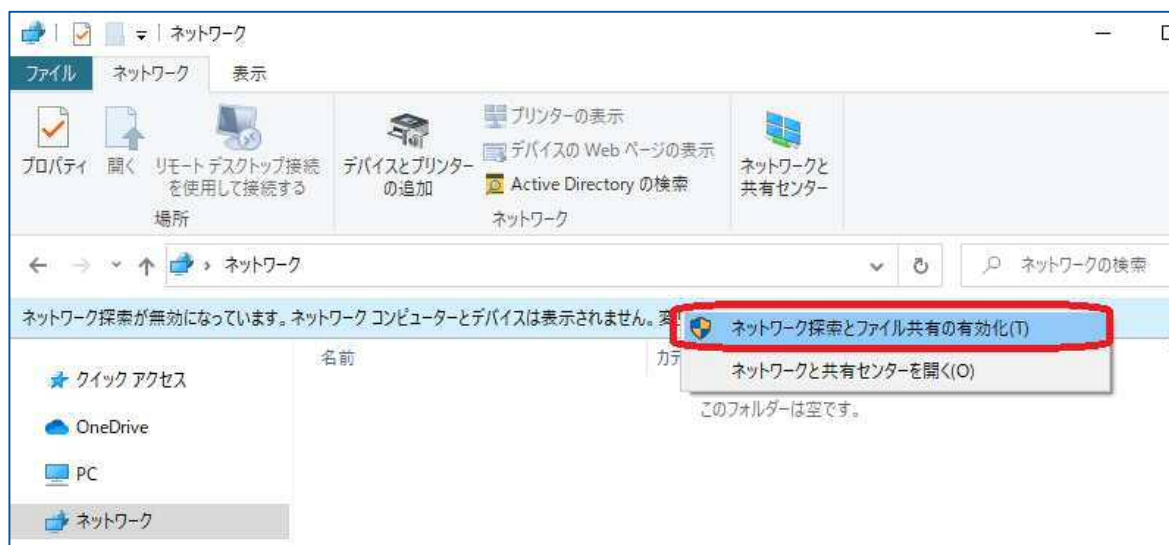 ネットワーク
ファイル ネットワーク 表示
プロパティ 開く リモート デスクトップ接続
を使用して接続する
場所
デバイスとプリンター
の追加
プリンターの表示
デバイスの Web ページの表示
Active Directory の検索
ネットワーク
ネットワークと
共有センター
ネットワーク
ネットワークの検索
ネットワーク探索が無効になっています。ネットワーク コンピューターとデバイスは表示されません。
ネットワーク探索とファイル共有の有効化(T)
ネットワークと共有センターを開く(O)
名前 カテ
このフォルダーは空です。
クイック アクセス
OneDrive
PC
ネットワーク